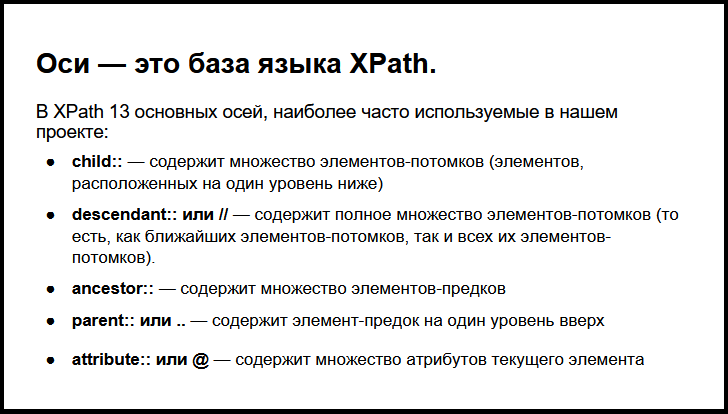 Оси — это база языка XPath.
В XPath 13 основных осей, наиболее часто используемые в нашем
проекте:
● child:: — содержит множество элементов-потомков (элементов,
расположенных на один уровень ниже)
● descendant:: или // — содержит полное множество элементов-потомков (то
есть, как ближайших элементов-потомков, так и всех их элементов-
потомков).
● ancestor:: — содержит множество элементов-предков
● parent:: или .. — содержит элемент-предок на один уровень вверх
● attribute:: или @ — содержит множество атрибутов текущего элемента